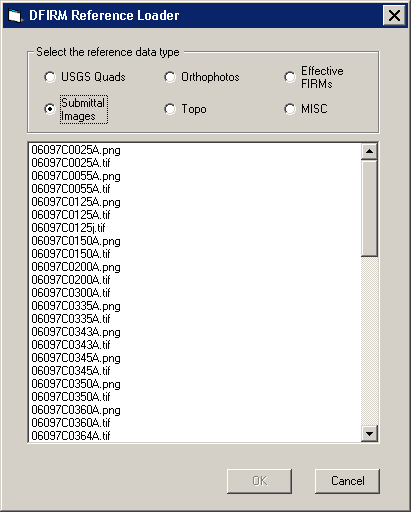 DFIRM Reference Loader
Select the reference data type
USGS Quads
Orthophotos
Effective
FIRMs
Submittal
Images
Topo
MISC
06097C0025A.png
06097C0025A.tif
06097C0055A.png
06097C0055A.tif
06097C0125A.png
06097C0125A.tif
06097C0125j.tif
06097C0150A.png
06097C0150A.tif
06097C0200A.png
06097C0200A.tif
06097C0300A.tif
06097C0335A.png
06097C0335A.tif
06097C0343A.png
06097C0343A.tif
06097C0345A.png
06097C0345A.tif
06097C0350A.png
06097C0350A.tif
06097C0360A.png
06097C0360A.tif
06097C0364A.tif
OK
Cancel